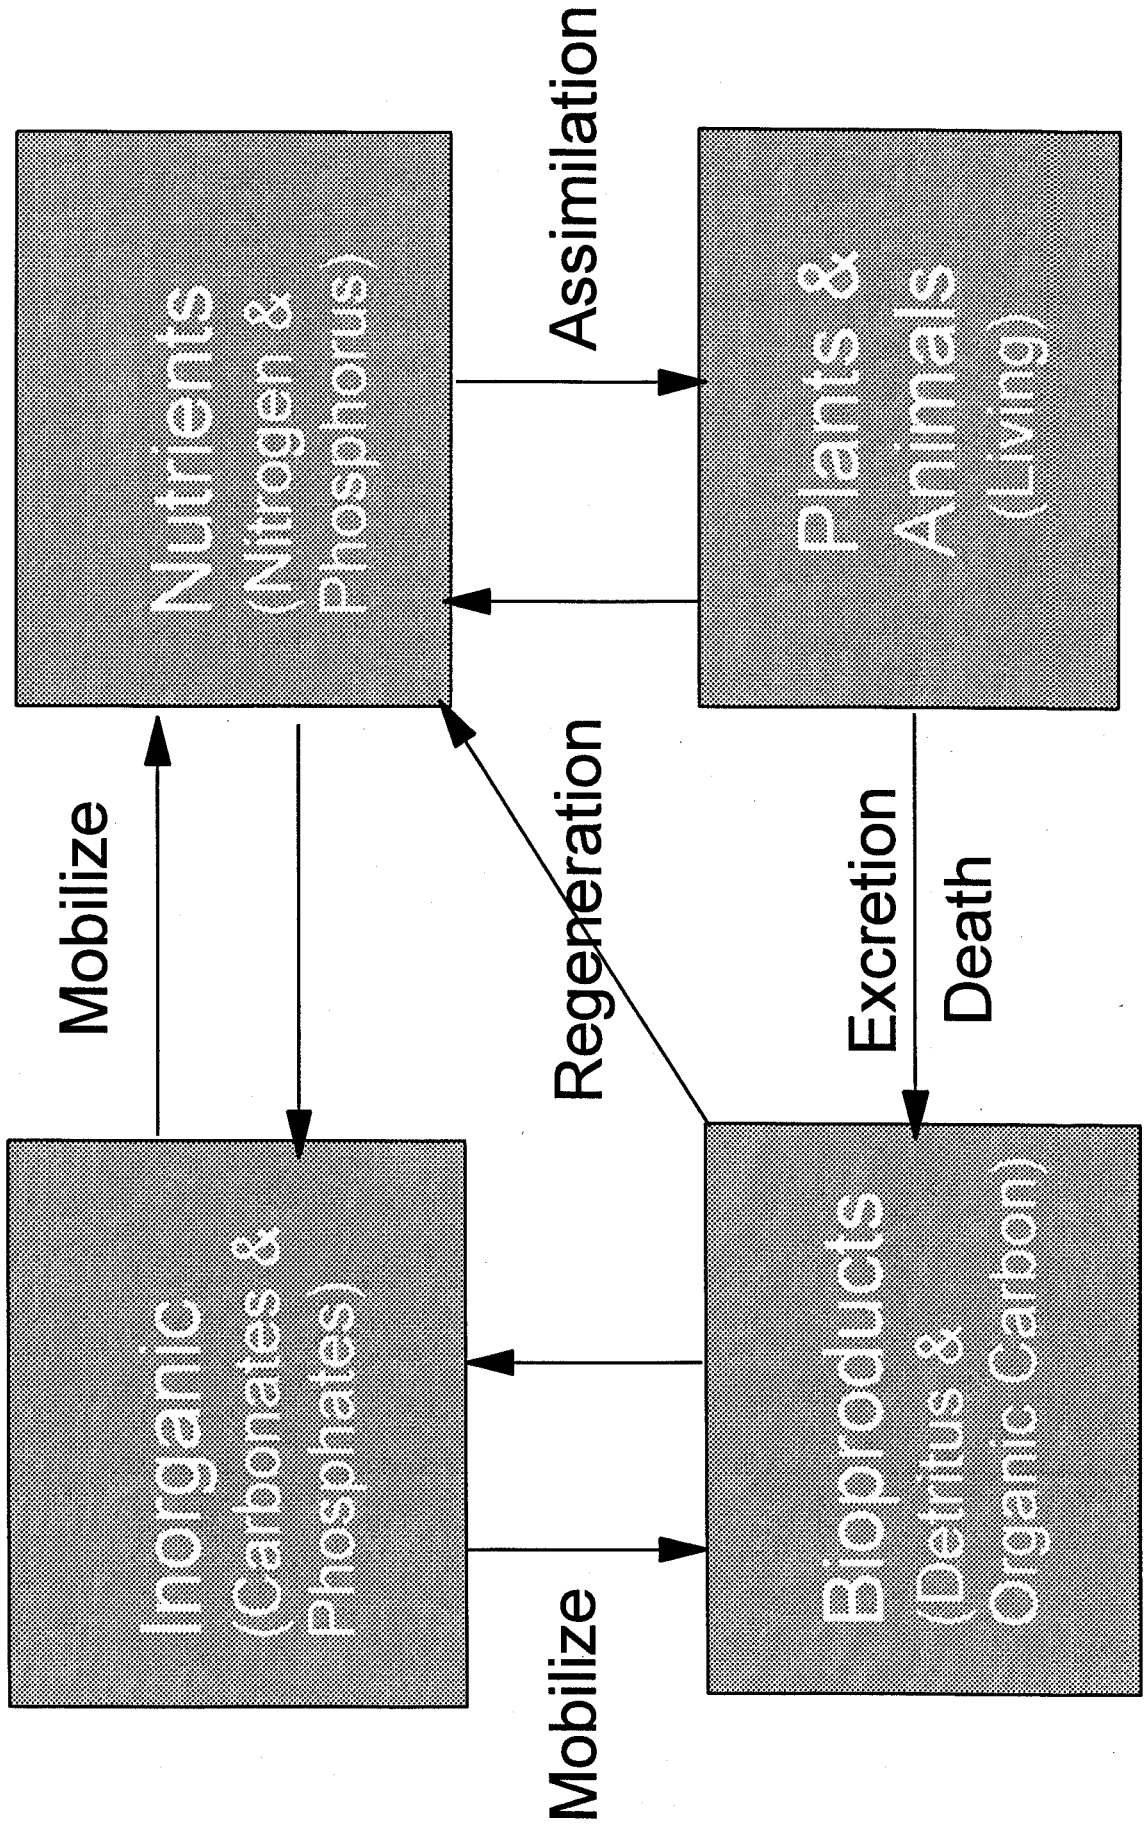 Mobilize
Inorganic
(Carbonates &
Phosphates)
Nutrients
(Nitrogen &
Phosphorus)
Mobilize
Regeneration
Assimilation
Bioproducts
(Detritus &
Organic Carbon)
Excretion
Death
Plants &
Animals
(Living)